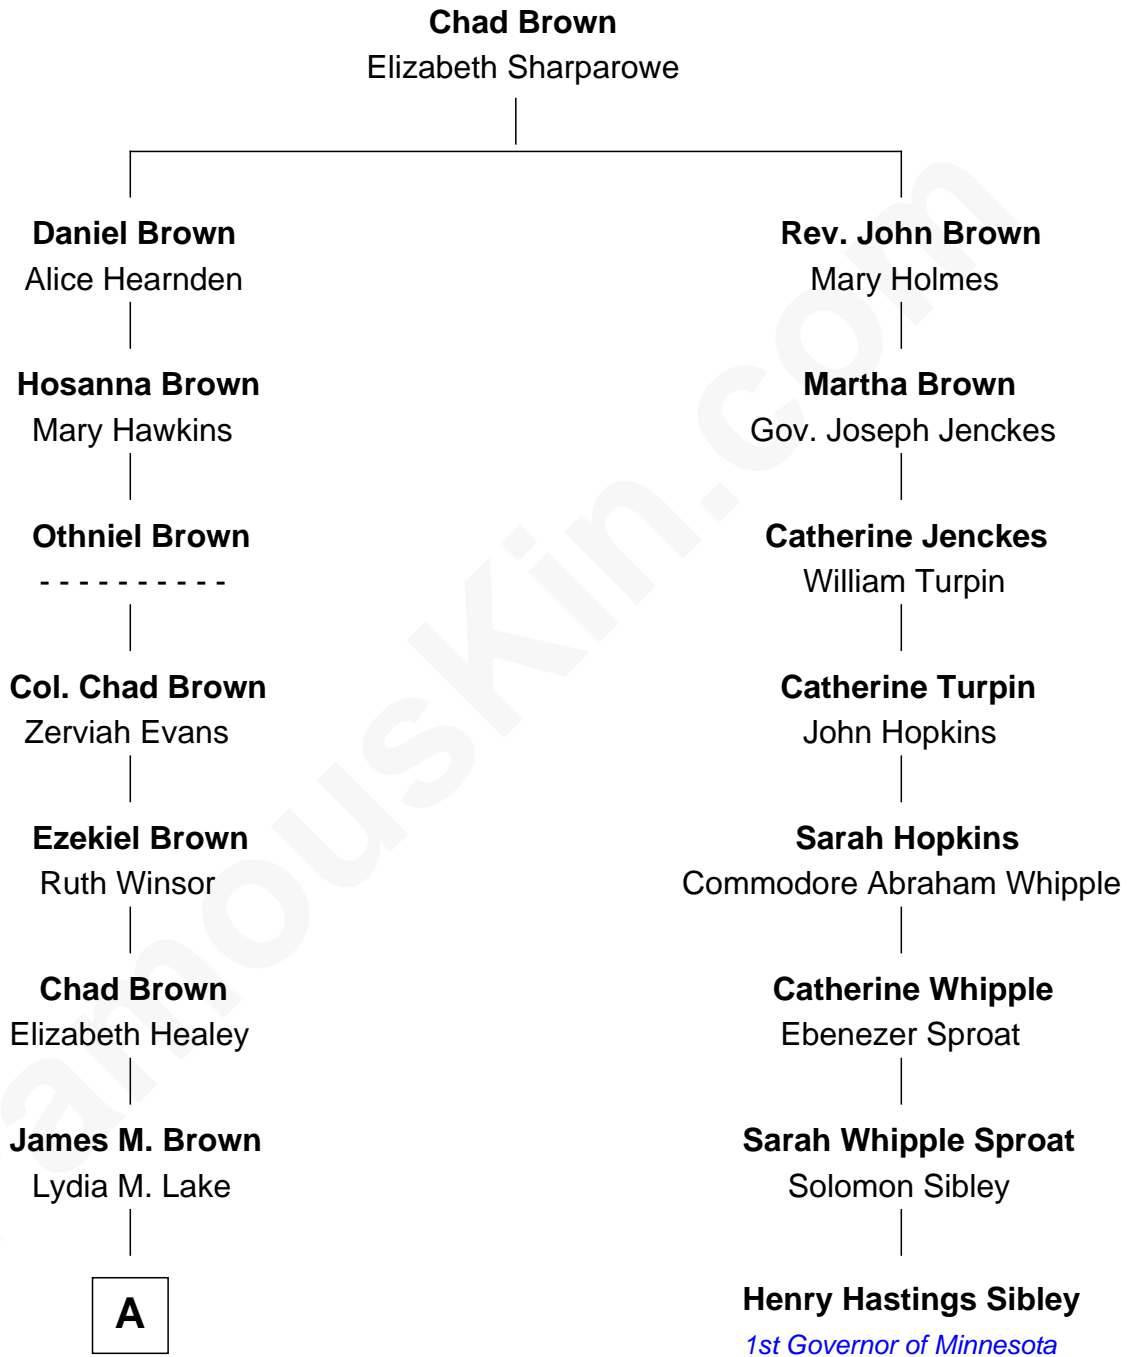 Chad Brown
Elizabeth Sharparowe
Daniel Brown
Alice Hearnden
Rev. John Brown
Mary Holmes
Hosanna Brown
Mary Hawkins
Martha Brown
Gov. Joseph Jenckes
Othniel Brown
- - - - - - - - - -
Catherine Jenckes
William Turpin
Col. Chad Brown
Zerviah Evans
Catherine Turpin
John Hopkins
Ezekiel Brown
Ruth Winsor
Sarah Hopkins
Commodore Abraham Whipple
Chad Brown
Elizabeth Healey
Catherine Whipple
Ebenezer Sproat
James M. Brown
Lydia M. Lake
Sarah Whipple Sproat
Solomon Sibley
A
Henry Hastings Sibley
1st Governor of Minnesota
amouskin.com